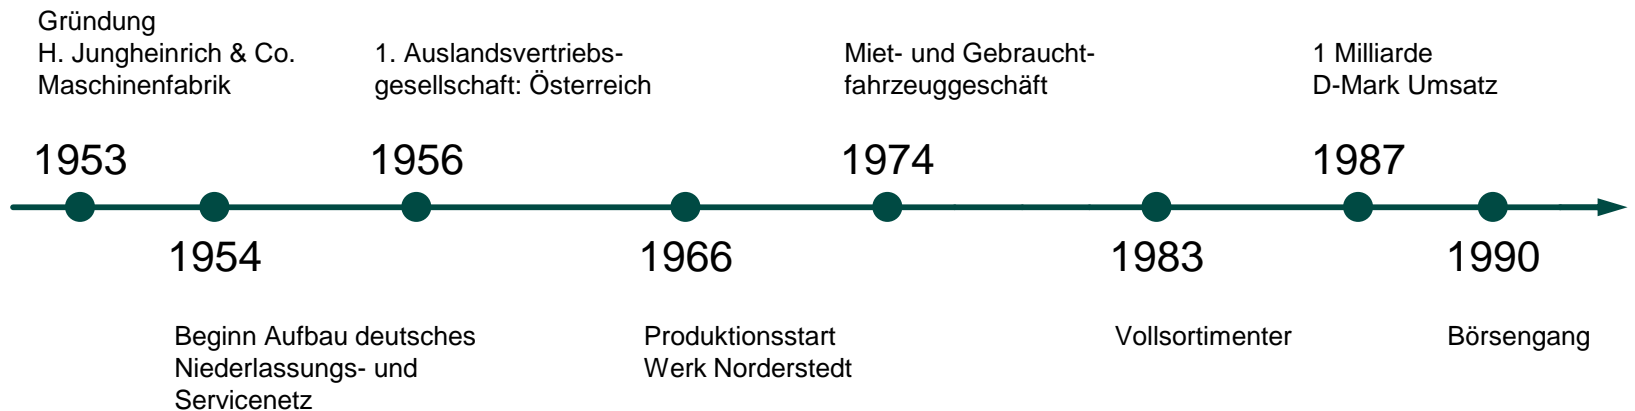 Gründung
H. Jungheinrich & Co.
Maschinenfabrik
1. Auslandsvertriebs-
gesellschaft: Österreich
Miet- und Gebraucht-
fahrzeuggeschäft
1 Milliarde
D-Mark Umsatz
1953
1956
1974
1987
1954
1966
1983
1990
Beginn Aufbau deutsches
Niederlassungs- und
Servicenetz
Produktionsstart
Werk Norderstedt
Vollsortimenter
Börsengang